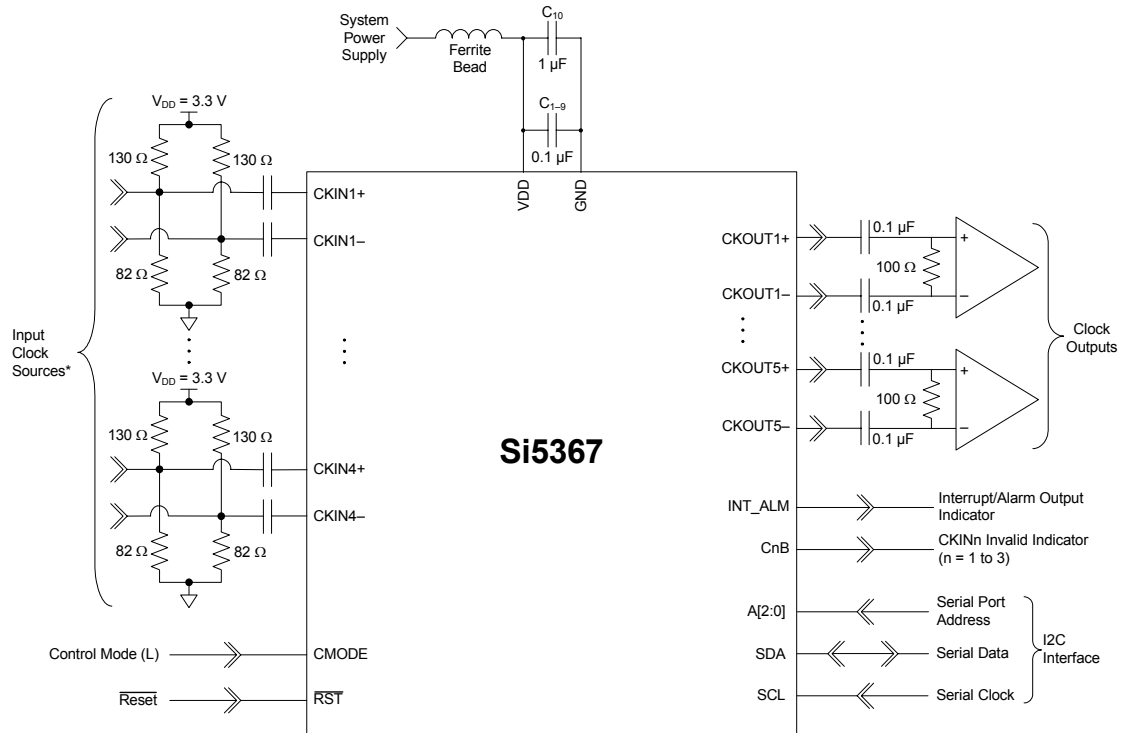 System
Power
Supply
Ferrite
Bead
C10
1 µF
C1–9
0.1 µF
VDD = 3.3 V
130 Ω
130 Ω
82 Ω
82 Ω
Input
Clock
Sources*
VDD = 3.3 V
130 Ω
130 Ω
82 Ω
82 Ω
Control Mode (L)
Reset
VDD
GND
CKIN1+
CKIN1–
CKIN4+
CKIN4–
CMODE
RST
Si5367
CKOUT1+
CKOUT1–
CKOUT5+
CKOUT5–
INT_ALM
CnB
A[2:0]
SDA
SCL
0.1 µF
100 Ω
+
–
0.1 µF
0.1 µF
100 Ω
+
–
0.1 µF
Clock
Outputs
Interrupt/Alarm Output
Indicator
CKINn Invalid Indicator
(n = 1 to 3)
Serial Port
Address
Serial Data
Serial Clock
I2C
Interface